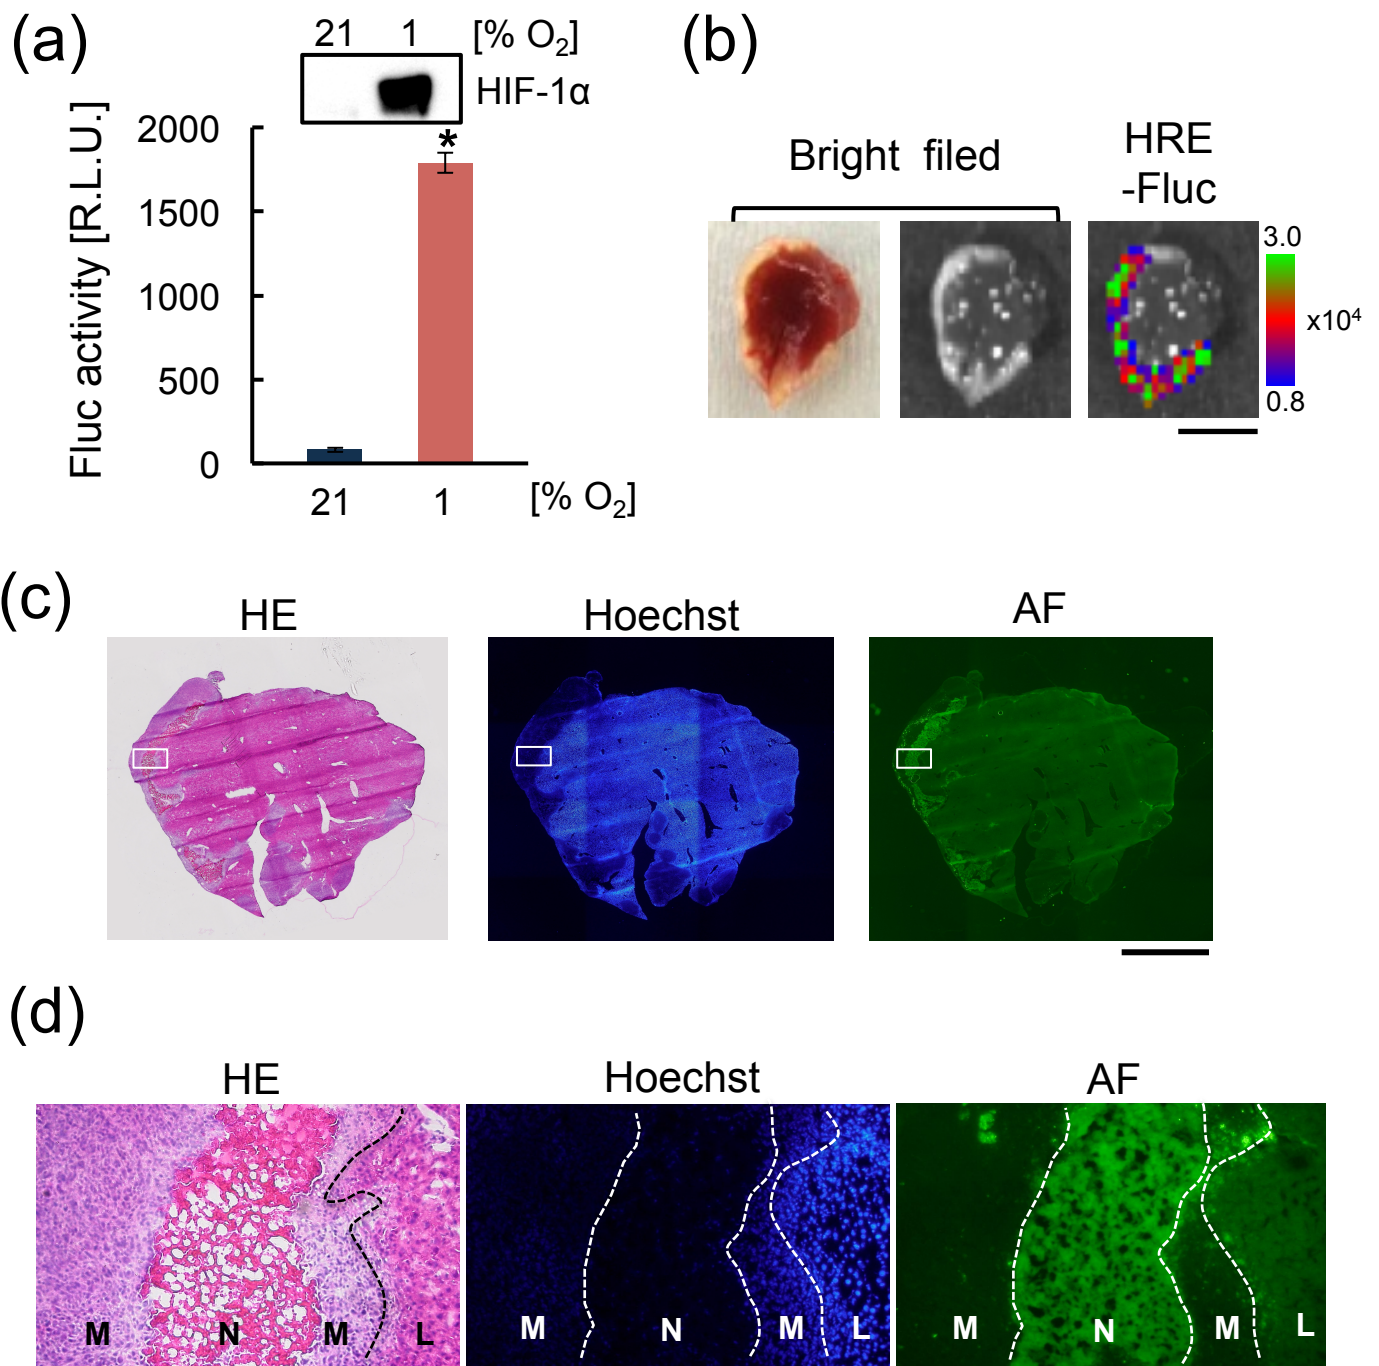 (a)
21 1 [% O2]
HIF-1α
Fluc activity [R.L.U.]
2000
1500
1000
500
0
*
21 1 [% O2]
(b)
Bright filed
HRE
-Fluc
3.0
x10⁴
0.8
(c)
HE Hoechst AF
(d)
HE Hoechst AF
M N M L M N M L M N M L